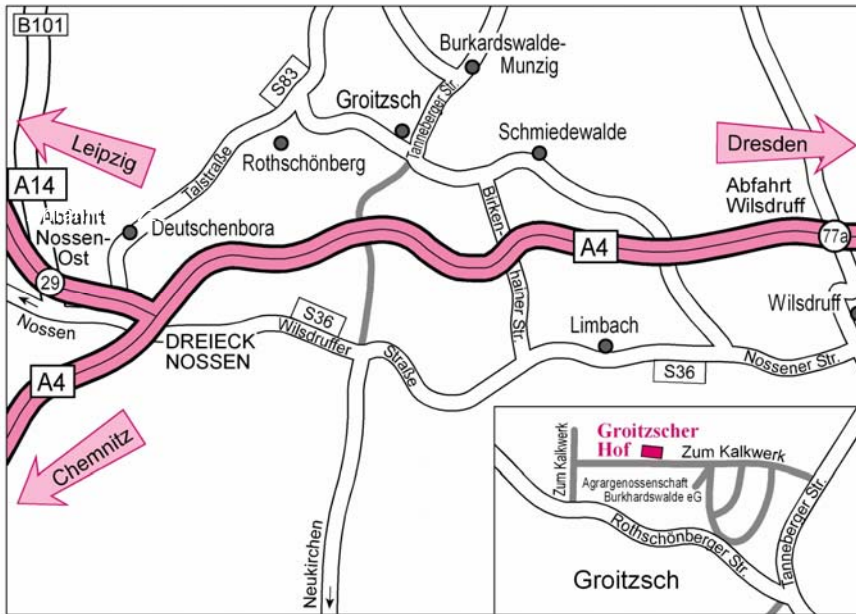 B101
Burkardswalde-
Munzig
S83
Groitzsch
Tanneberger Str.
Leipzig
Talstraße
Rothschönberg
Schmiedewalde
Dresden
A14
Abfahrt
Nossen-
Ost
Deutschenbora
Birken-
hainer Str.
Abfahrt
Wilsdruff
77a
A4
29
Nossen
S36
Wilsdruffer
Straße
DREIECK
NOSSEN
Limbach
Wilsdruff
A4
S36
Nossener Str.
Chemnitz
Neukirchen
Groitzscher
Hof
Zum Kalkwerk
Zum Kalkwerk
Agrargenossenschaft
Burkhardswalde eG
Rothschönberger Str.
Tanneberger Str.
Groitzsch